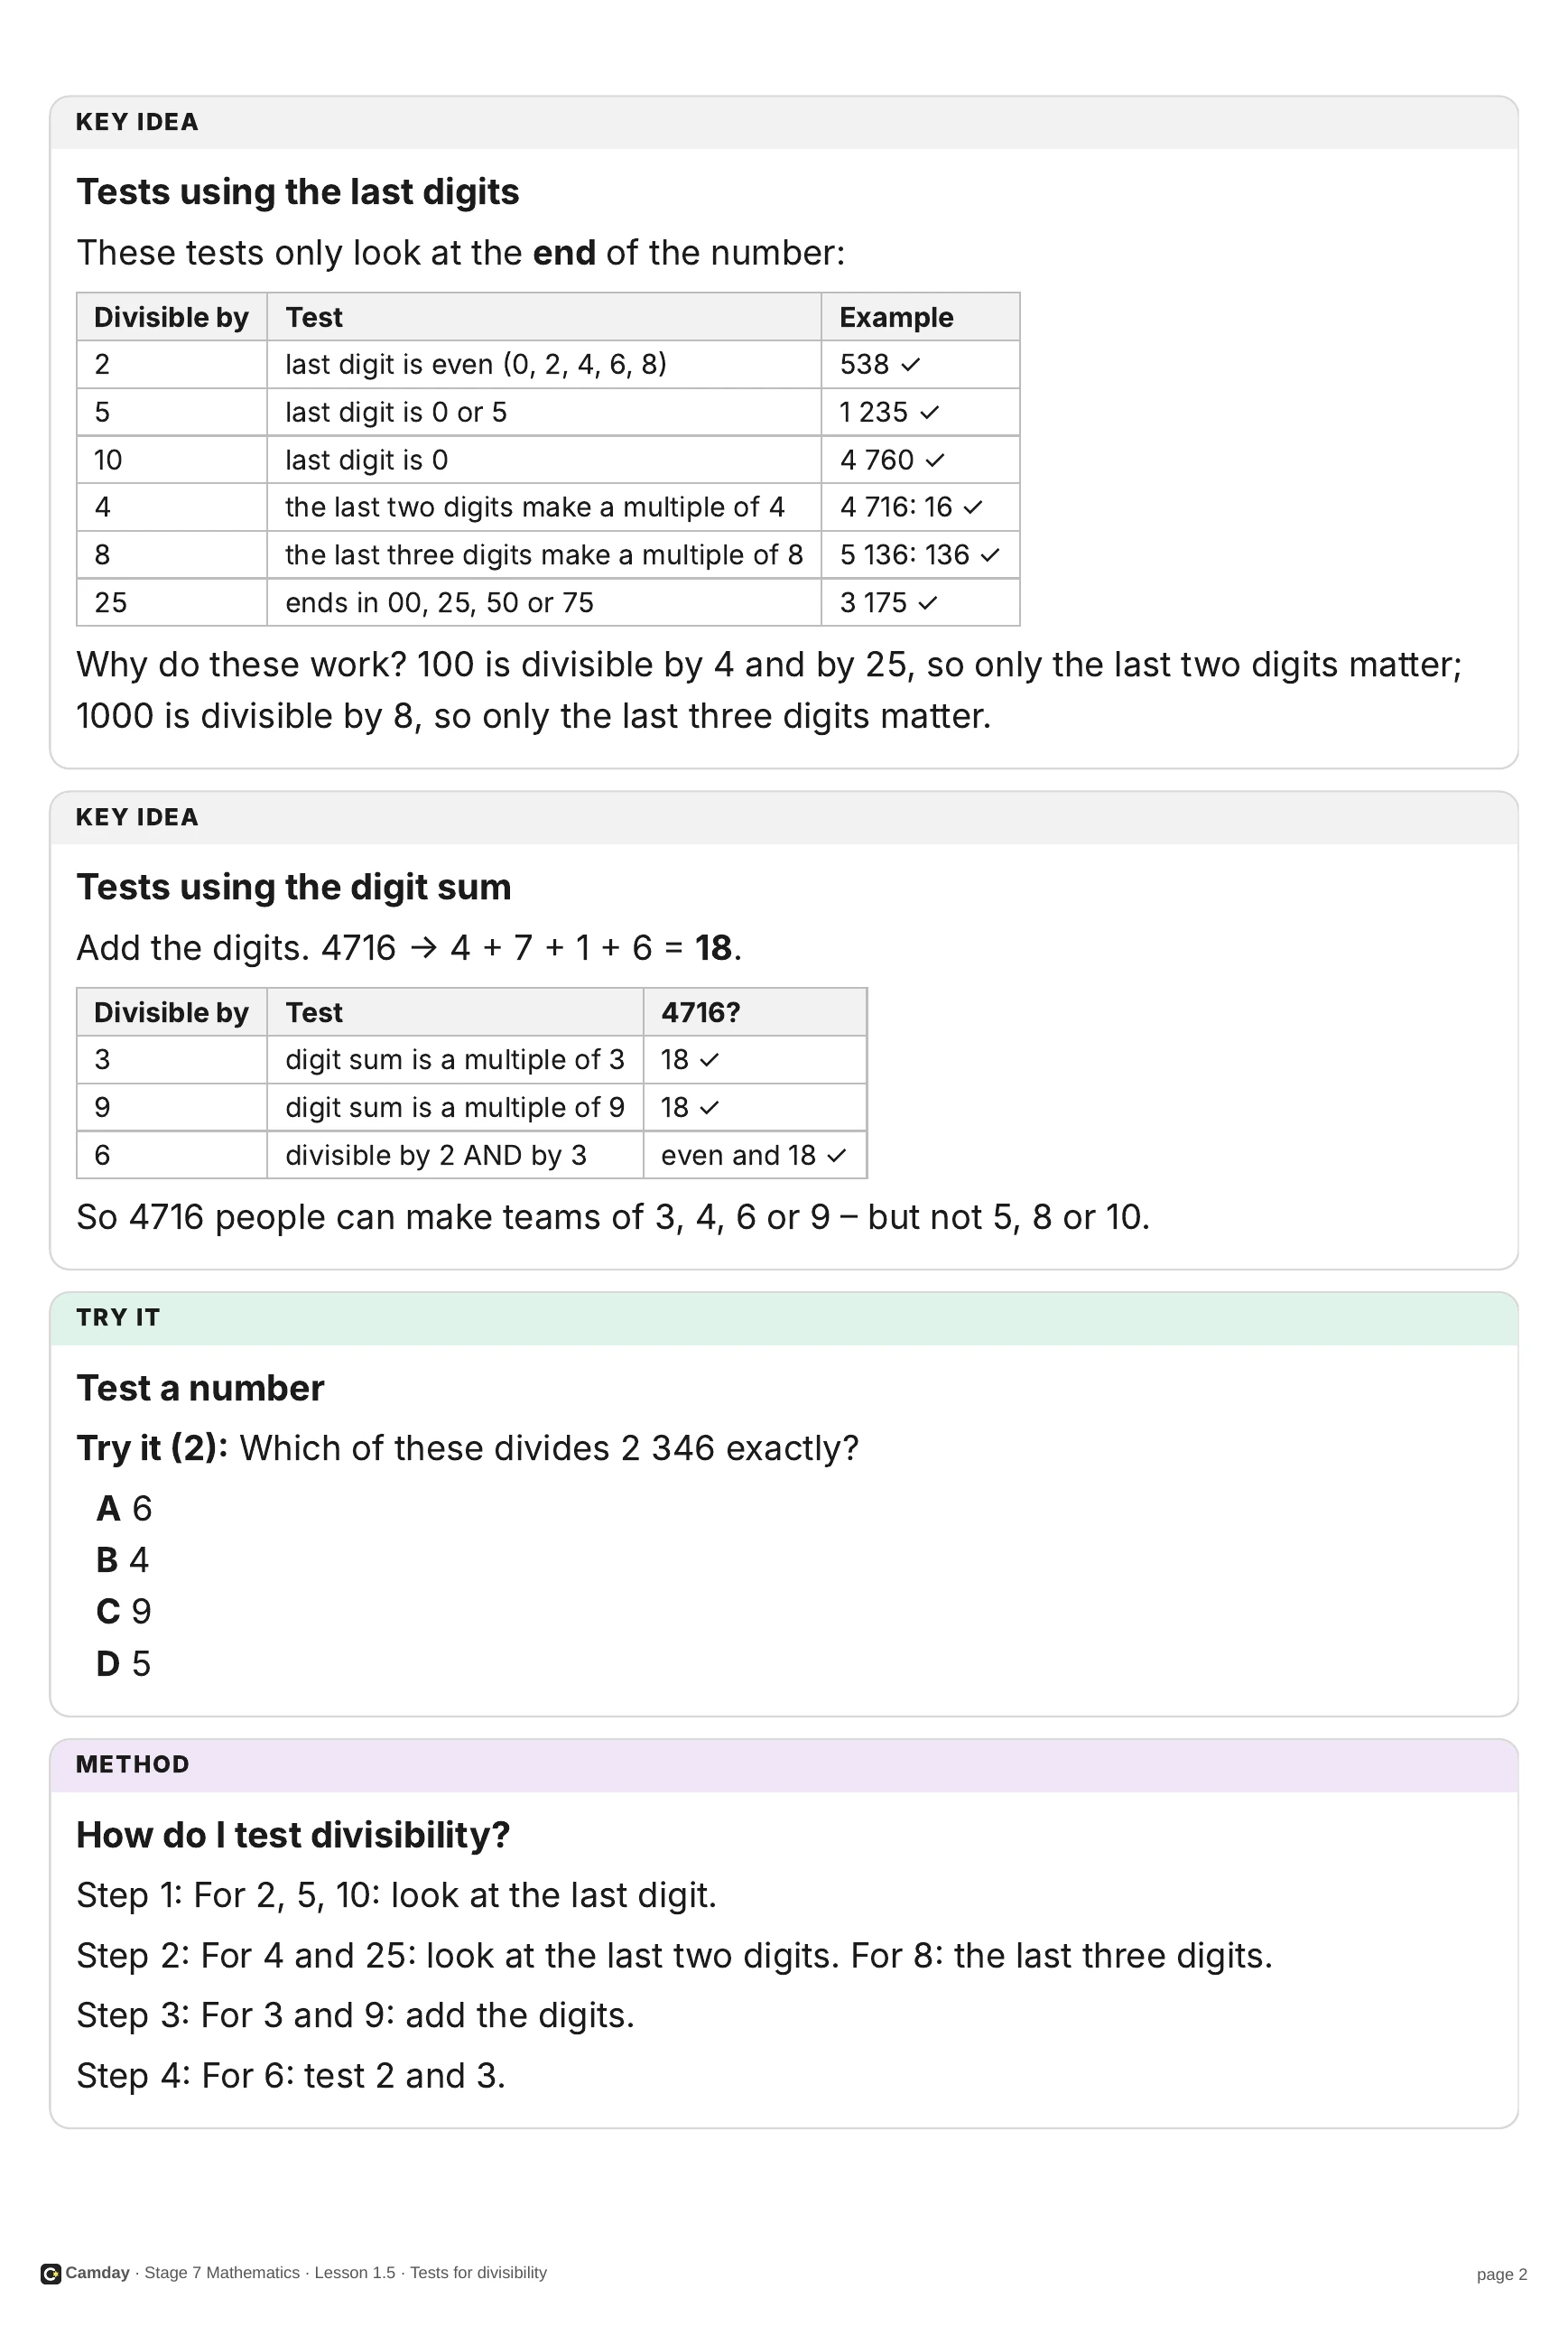 KEY IDEA
Tests using the last digits
These tests only look at the end of the number:
Divisible by Test Example
2 last digit is even (0, 2, 4, 6, 8) 538 ✓
5 last digit is 0 or 5 1 235 ✓
10 last digit is 0 4 760 ✓
4 the last two digits make a multiple of 4 4 716: 16 ✓
8 the last three digits make a multiple of 8 5 136: 136 ✓
25 ends in 00, 25, 50 or 75 3 175 ✓
Why do these work? 100 is divisible by 4 and by 25, so only the last two digits matter;
1000 is divisible by 8, so only the last three digits matter.
KEY IDEA
Tests using the digit sum
Add the digits. 4716 → 4 + 7 + 1 + 6 = 18.
Divisible by Test 4716?
3 digit sum is a multiple of 3 18 ✓
9 digit sum is a multiple of 9 18 ✓
6 divisible by 2 AND by 3 even and 18 ✓
So 4716 people can make teams of 3, 4, 6 or 9 – but not 5, 8 or 10.
TRY IT
Test a number
Try it (2): Which of these divides 2 346 exactly?
A 6
B 4
C 9
D 5
METHOD
How do I test divisibility?
Step 1: For 2, 5, 10: look at the last digit.
Step 2: For 4 and 25: look at the last two digits. For 8: the last three digits.
Step 3: For 3 and 9: add the digits.
Step 4: For 6: test 2 and 3.
Camday · Stage 7 Mathematics · Lesson 1.5 · Tests for divisibility page 2